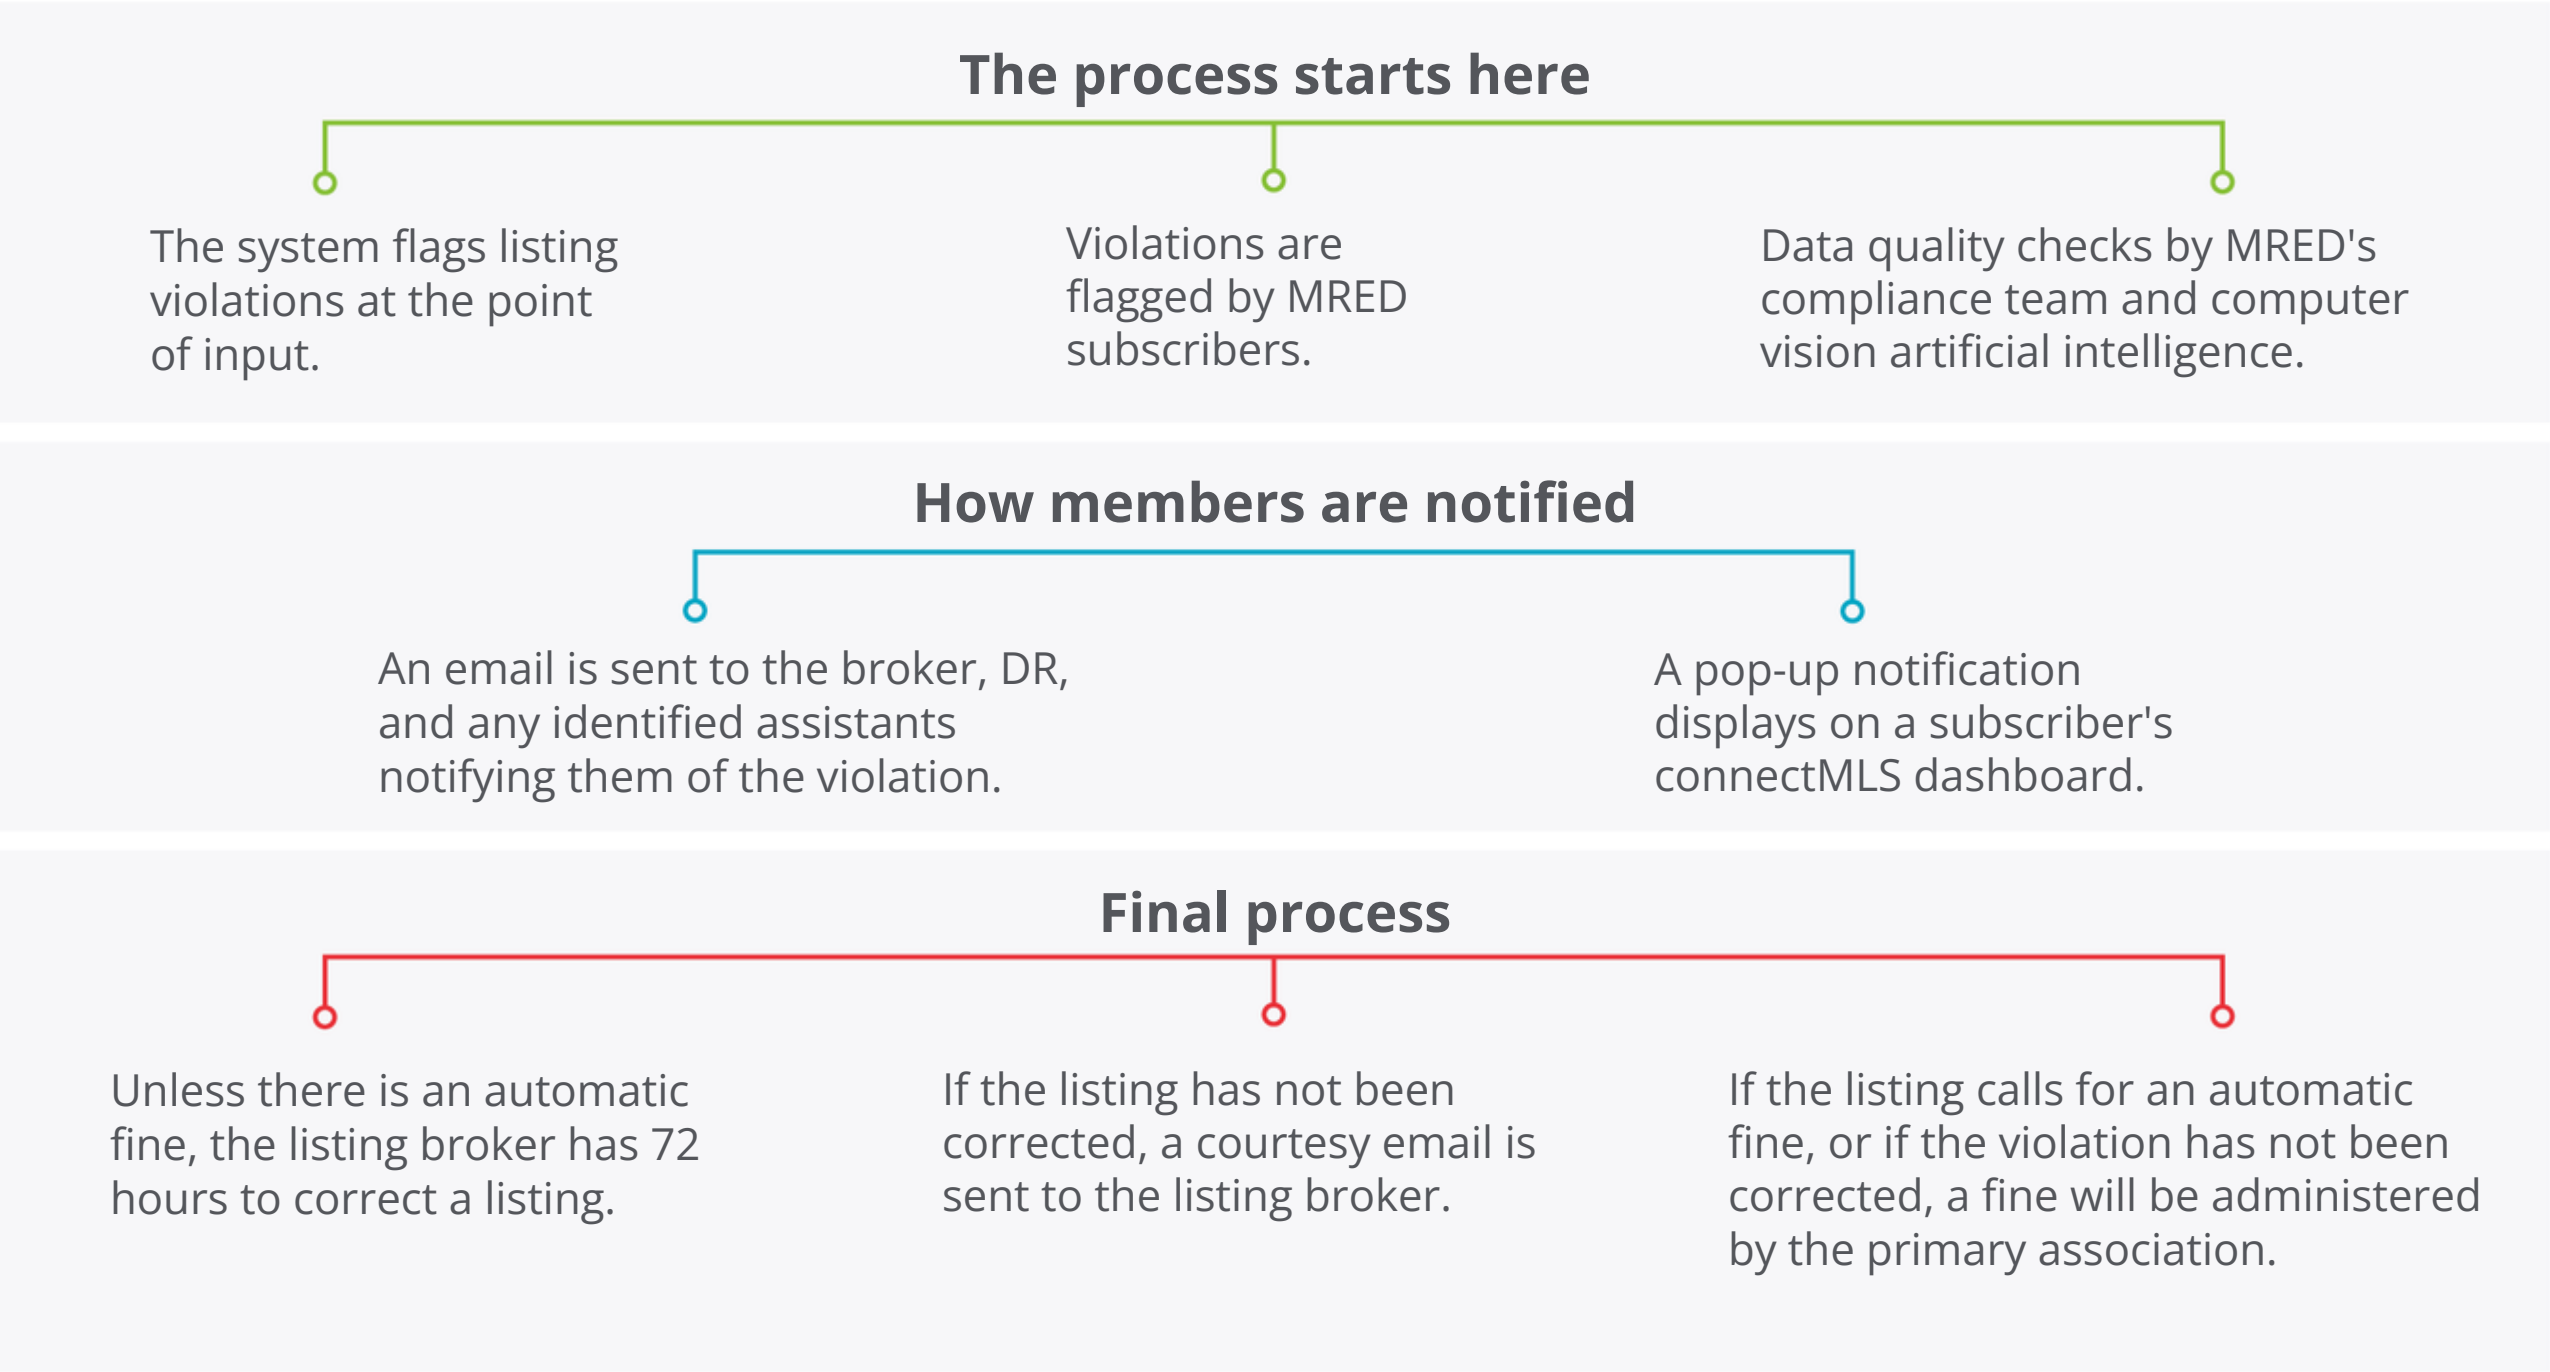 The process starts here
The system flags listing
violations at the point
of input.
Violations are
flagged by MRED
subscribers.
Data quality checks by MRED's
compliance team and computer
vision artificial intelligence.
How members are notified
An email is sent to the broker, DR,
and any identified assistants
notifying them of the violation.
A pop-up notification
displays on a subscriber's
connectMLS dashboard.
Final process
Unless there is an automatic
fine, the listing broker has 72
hours to correct a listing.
If the listing has not been
corrected, a courtesy email is
sent to the listing broker.
If the listing calls for an automatic
fine, or if the violation has not been
corrected, a fine will be administered
by the primary association.